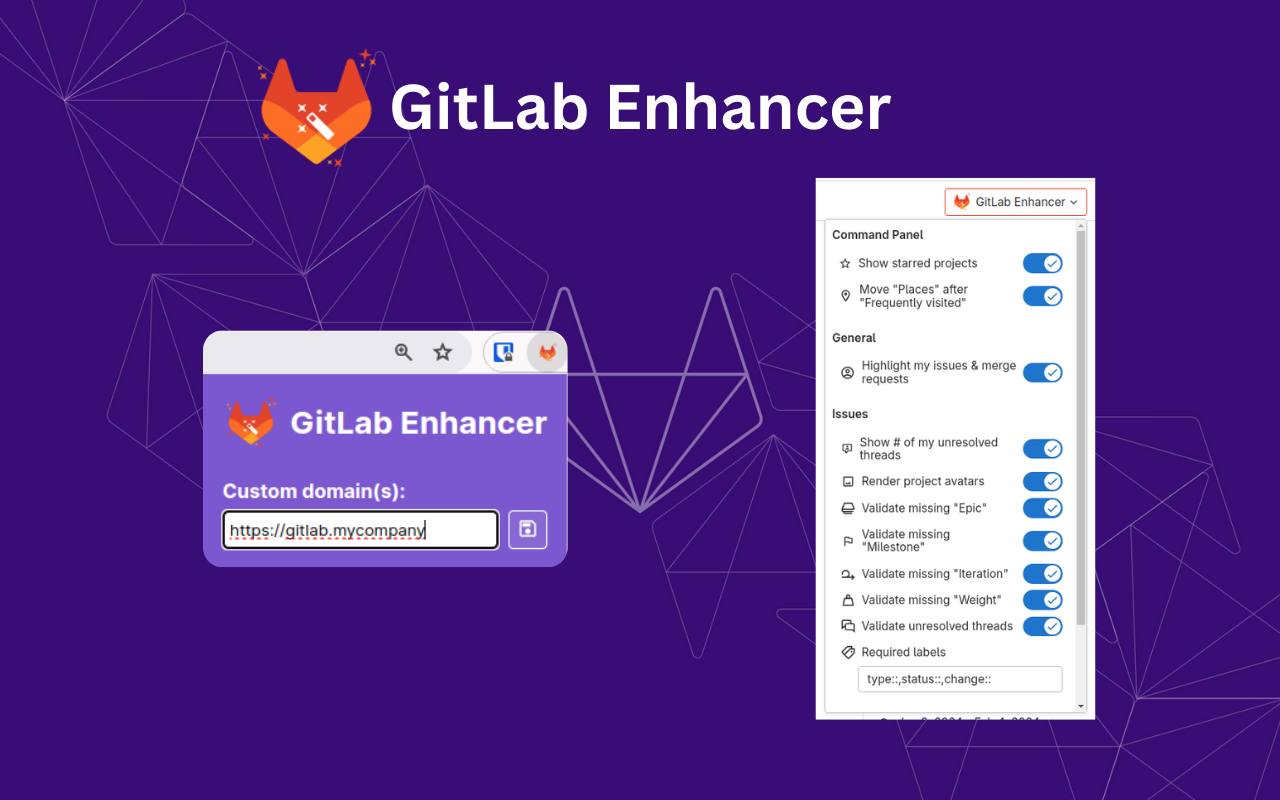 GitLab Enhancer
GitLab Enhancer
Custom domain(s):
https://gitlab.mycompany
GitLab Enhancer
Command Panel
Show starred projects
Move "Places" after
"Frequently visited"
General
Highlight my issues & merge
requests
Issues
Show # of my unresolved
threads
Render project avatars
Validate missing "Epic"
Validate missing
"Milestone"
Validate missing "Iteration"
Validate missing "Weight"
Validate unresolved threads
Required labels
type::,status::,change::